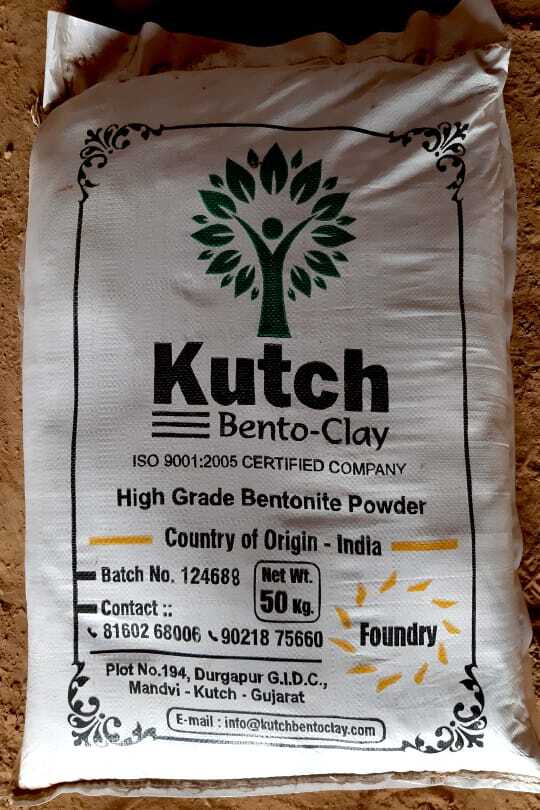 Kutch
Bento-Clay
ISO 9001:2005 CERTIFIED COMPANY
High Grade Bentonite Powder
Country of Origin - India
Batch No. 124688
Net Wt.
50 Kg.
Contact ::
81602 68006 90218 75660
Foundry
Plot No.194, Durgapur G.I.D.C.,
Mandvi - Kutch - Gujarat
E-mail : info@kutchbentoclay.com